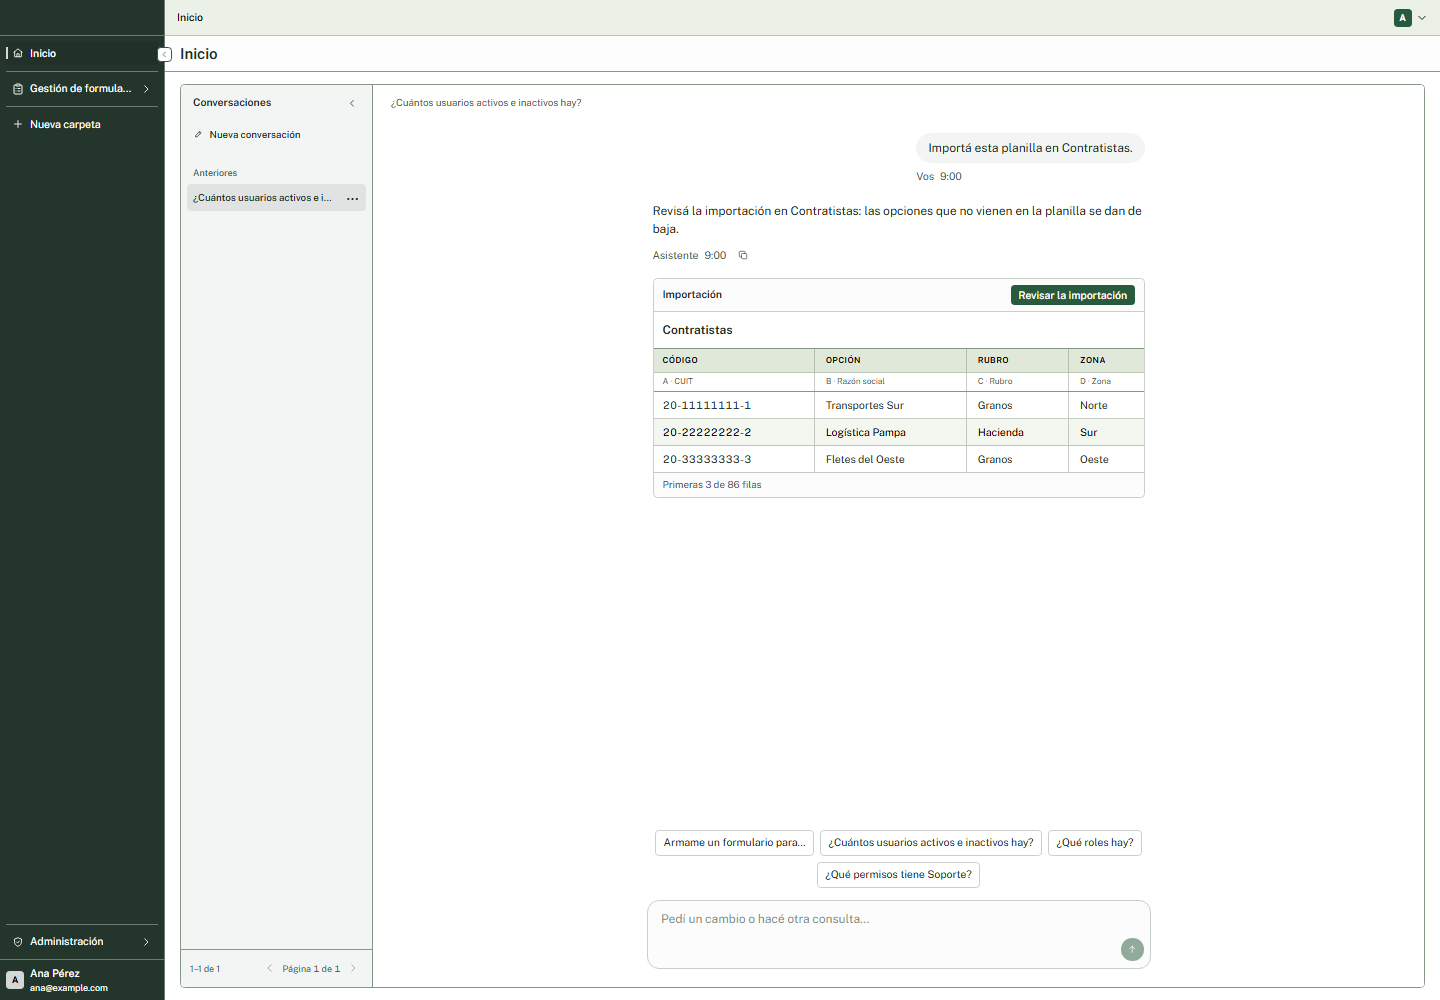 Inicio
A
Inicio
Inicio
Gestión de formula...
Nueva carpeta
Conversaciones
Nueva conversación
Anteriores
¿Cuántos usuarios activos e i...
¿Cuántos usuarios activos e inactivos hay?
Importá esta planilla en Contratistas.
Vos 9:00
Revisá la importación en Contratistas: las opciones que no vienen en la planilla se dan de
baja.
Asistente 9:00
Importación
Revisar la importación
Contratistas
CÓDIGO OPCIÓN RUBRO ZONA
A · CUIT B · Razón social C · Rubro D · Zona
20-11111111-1 Transportes Sur Granos Norte
20-22222222-2 Logística Pampa Hacienda Sur
20-33333333-3 Fletes del Oeste Granos Oeste
Primeras 3 de 86 filas
Armame un formulario para...
¿Cuántos usuarios activos e inactivos hay?
¿Qué roles hay?
¿Qué permisos tiene Soporte?
Pedí un cambio o hacé otra consulta...
1–1 de 1
Página 1 de 1
Administración
A
Ana Pérez
ana@example.com